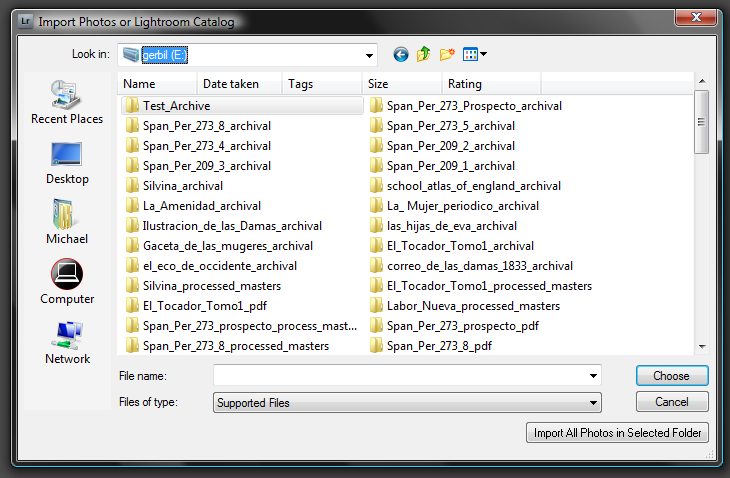 Lr Import Photos or Lightroom Catalog
Look in: gerbil (E:)
Name Date taken Tags Size Rating
Test_Archive Span_Per_273_Prospecto_archival
Span_Per_273_8_archival Span_Per_273_5_archival
Span_Per_273_4_archival Span_Per_209_2_archival
Span_Per_209_3_archival Span_Per_209_1_archival
Silvina_archival school_atlas_of_england_archival
La_Amenidad_archival La_ Mujer_periodico_archival
Ilustracion_de_las_Damas_archival las_hijas_de_eva_archival
Gaceta_de_las_mugeres_archival El_Tocador_Tomo1_archival
el_eco_de_occidente_archival correo_de_las_damas_1833_archival
Silvina_processed_masters El_Tocador_Tomo1_processed_masters
El_Tocador_Tomo1_pdf Labor_Nueva_processed_masters
Span_Per_273_prospecto_process_mast... Span_Per_273_prospecto_pdf
Span_Per_273_8_processed_masters Span_Per_273_8_pdf
Recent Places
Desktop
Michael
Computer
Network
File name: Choose
Files of type: Supported Files Cancel
Import All Photos in Selected Folder